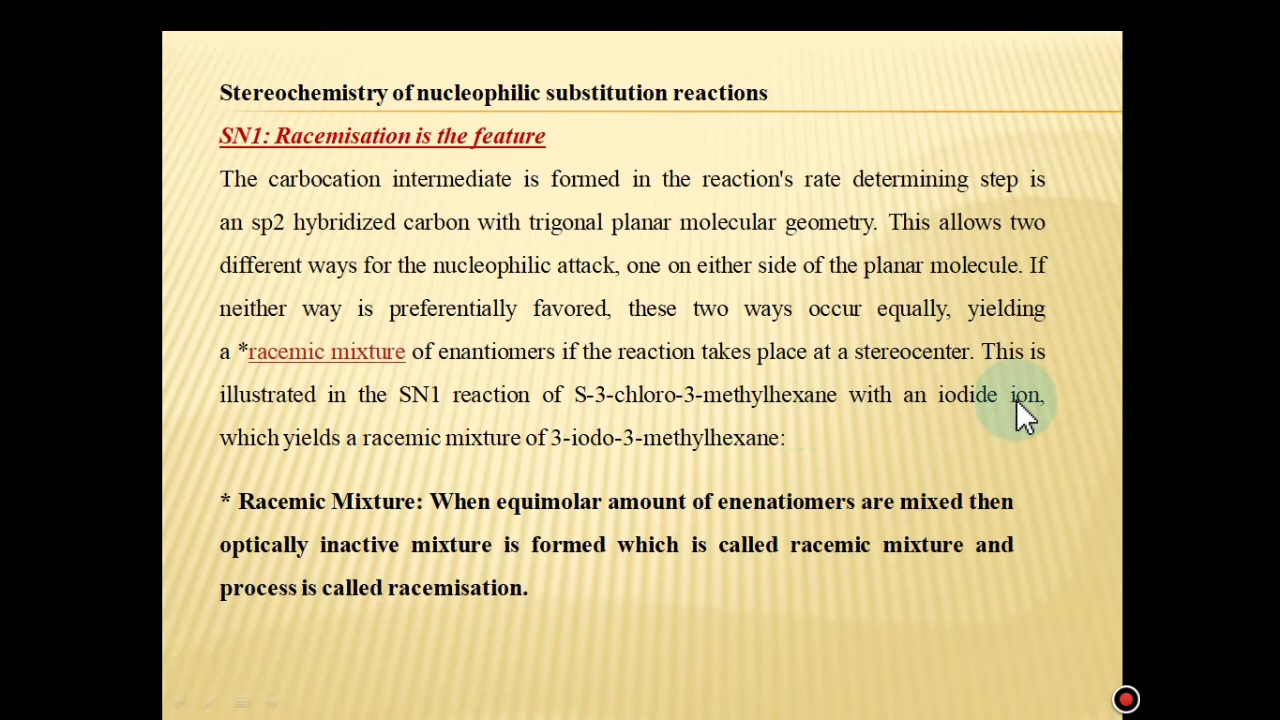 Stereochemistry of nucleophilic substitution reactions
SN1: Racemisation is the feature
The carbocation intermediate is formed in the reaction's rate determining step is
an sp2 hybridized carbon with trigonal planar molecular geometry. This allows two
different ways for the nucleophilic attack, one on either side of the planar molecule. If
neither way is preferentially favored, these two ways occur equally, yielding
a *racemic mixture of enantiomers if the reaction takes place at a stereocenter. This is
illustrated in the SN1 reaction of S-3-chloro-3-methylhexane with an iodide ion,
which yields a racemic mixture of 3-iodo-3-methylhexane:
* Racemic Mixture: When equimolar amount of enenatiomers are mixed then
optically inactive mixture is formed which is called racemic mixture and
process is called racemisation.